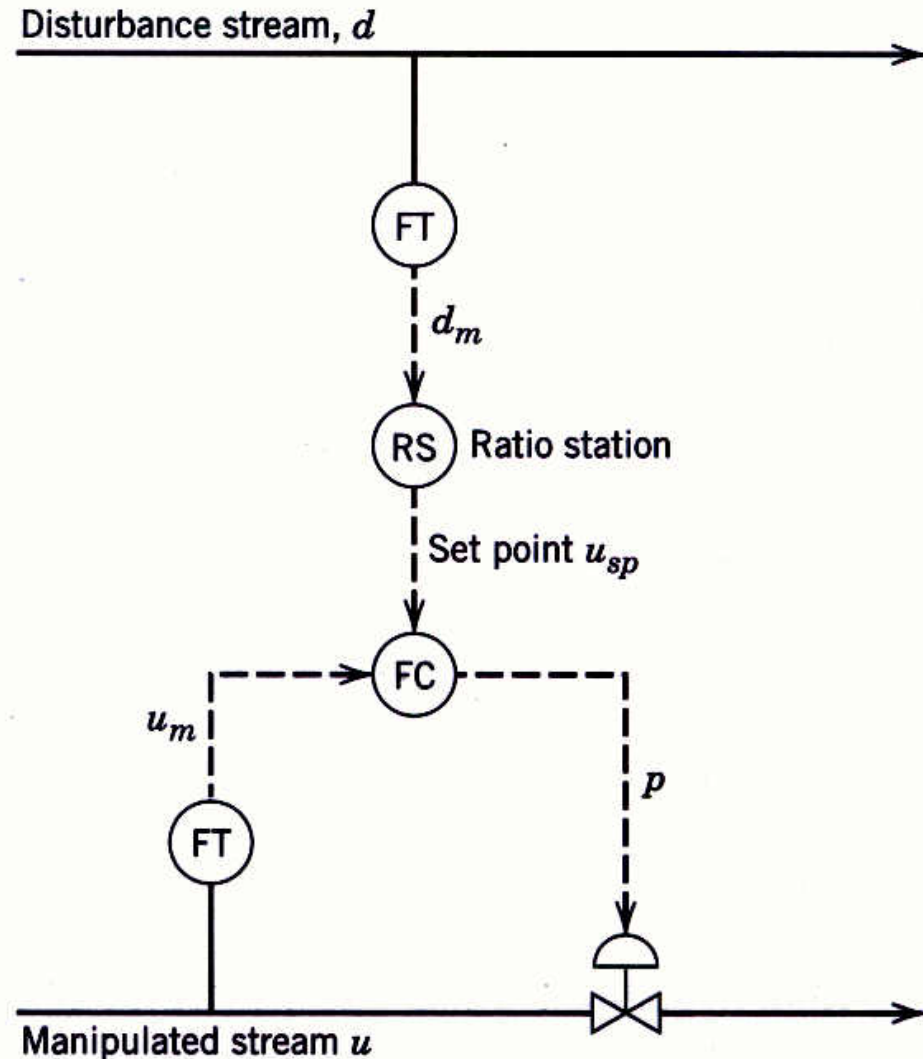 Disturbance stream, d
FT
d_m
RS Ratio station
Set point u_sp
FC
u_m
p
FT
Manipulated stream u